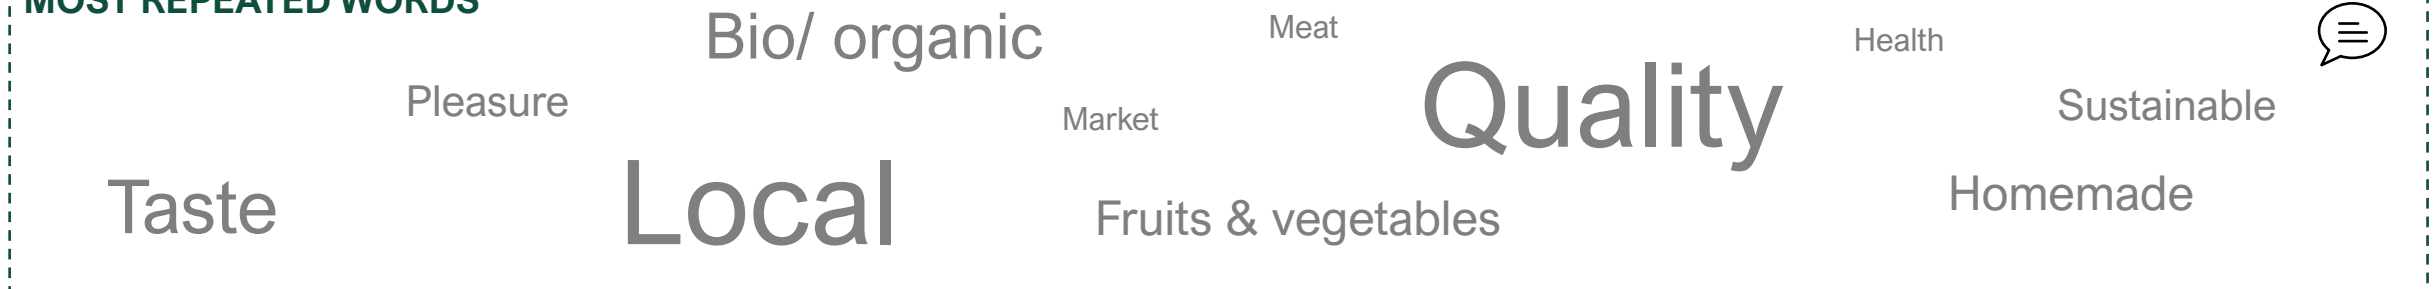 MOST REPEATED WORDS
Bio/ organic
Meat
Health
Pleasure
Market
Quality
Sustainable
Taste
Local
Fruits & vegetables
Homemade